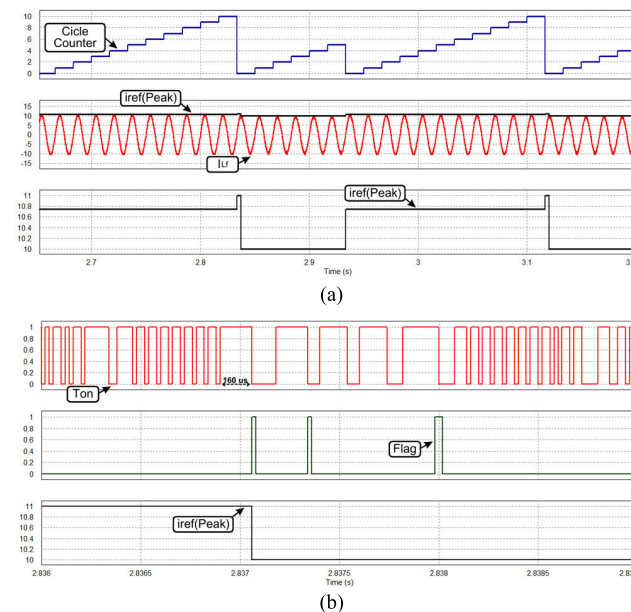 10
8
6
4
2
0
Cicle
Counter
15
10
5
0
-5
-10
-15
iref(Peak)
ILf
11
10.8
10.6
10.4
10.2
10
iref(Peak)
2.7 2.8 2.9 3 3.1
Time (s)
(a)
1
0.8
0.6
0.4
0.2
0
160 us
Ton
1
0.8
0.6
0.4
0.2
0
Flag
11
10.8
10.6
10.4
10.2
10
iref(Peak)
2.836 2.8365 2.837 2.8375 2.838 2.8385
Time (s)
(b)